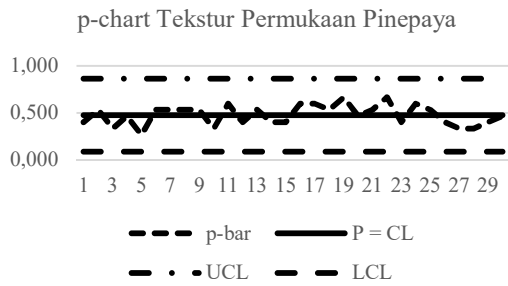 p-chart Tekstur Permukaan Pinepaya
1,000
0,500
0,000
1 3 5 7 9 11 13 15 17 19 21 23 25 27 29
p-bar P = CL
UCL LCL